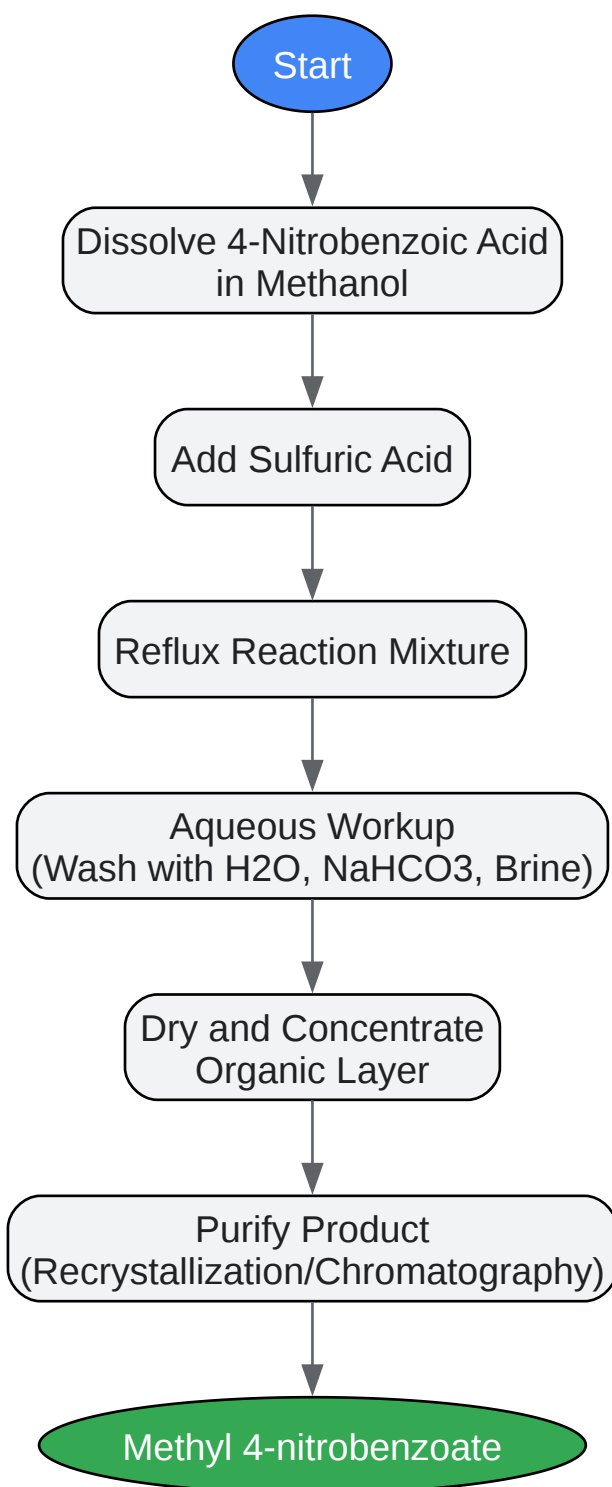 Start
Dissolve 4-Nitrobenzoic Acid
in Methanol
Add Sulfuric Acid
Reflux Reaction Mixture
Aqueous Workup
(Wash with H2O, NaHCO3, Brine)
Dry and Concentrate
Organic Layer
Purify Product
(Recrystallization/Chromatography)
Methyl 4-nitrobenzoate